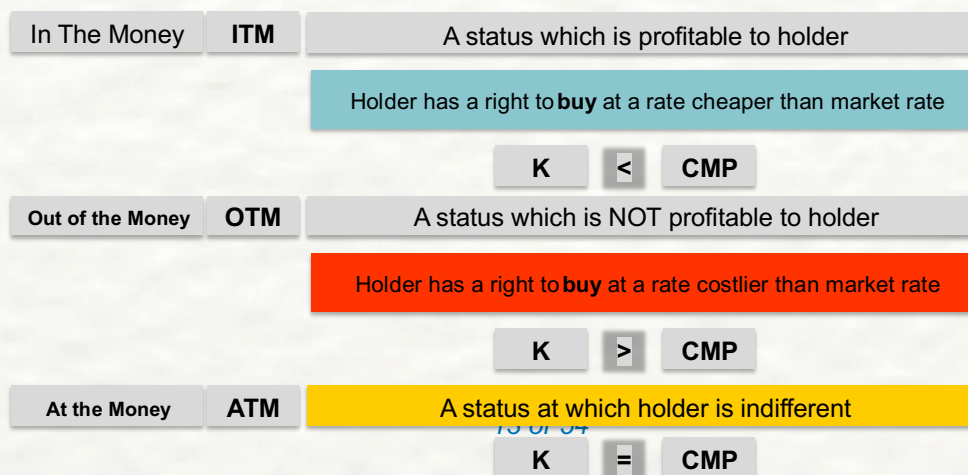 In The Money ITM A status which is profitable to holder
Holder has a right to buy at a rate cheaper than market rate
K < CMP
Out of the Money OTM A status which is NOT profitable to holder
Holder has a right to buy at a rate costlier than market rate
K > CMP
At the Money ATM A status at which holder is indifferent
K = CMP